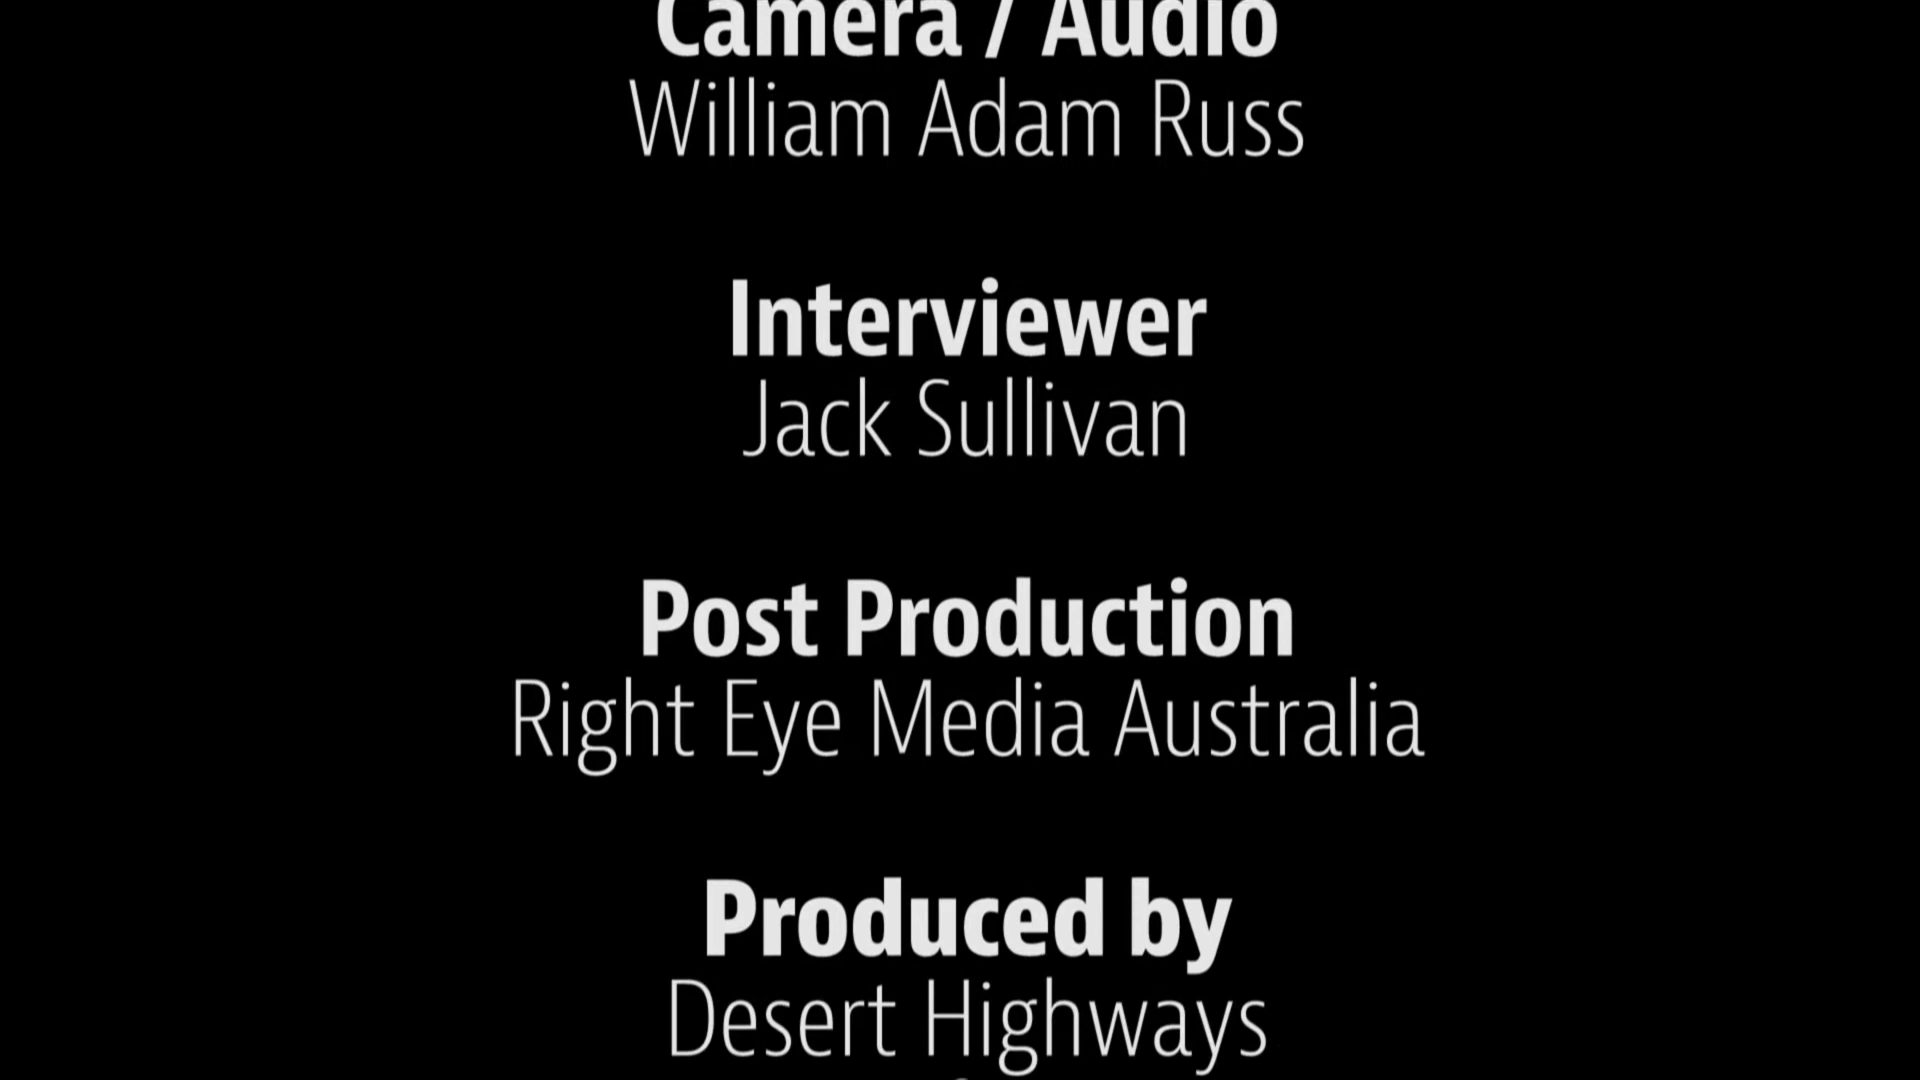 Camera / Audio
William Adam Russ
Interviewer
Jack Sullivan
Post Production
Right Eye Media Australia
Produced by
Desert Highways